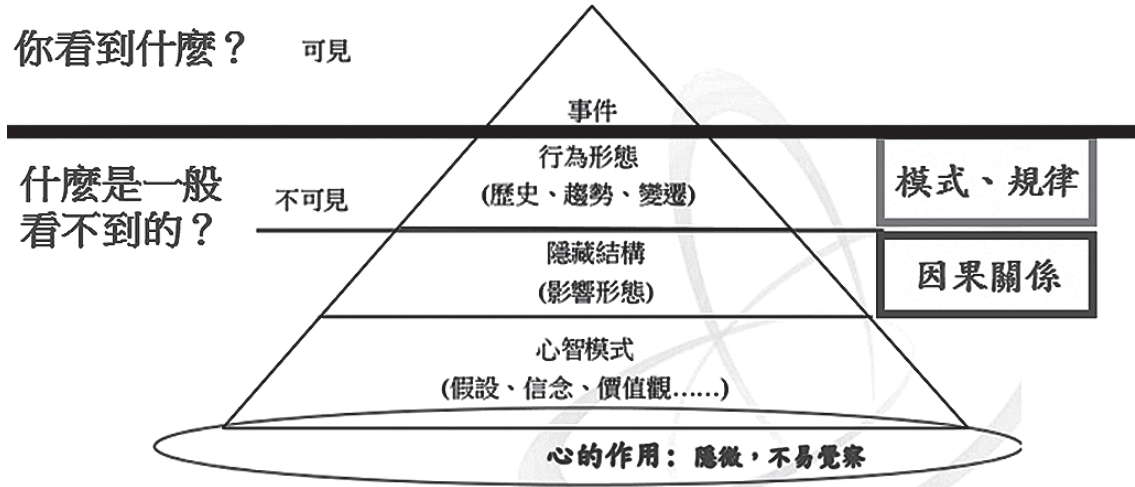 你看到什麼？
可見
事件
什麼是一般
看不到的？
不可見
行為形態
(歷史、趨勢、變遷)
模式、規律
隱藏結構
(影響形態)
因果關係
心智模式
(假設、信念、價值觀……)
心的作用：隱微，不易覺察